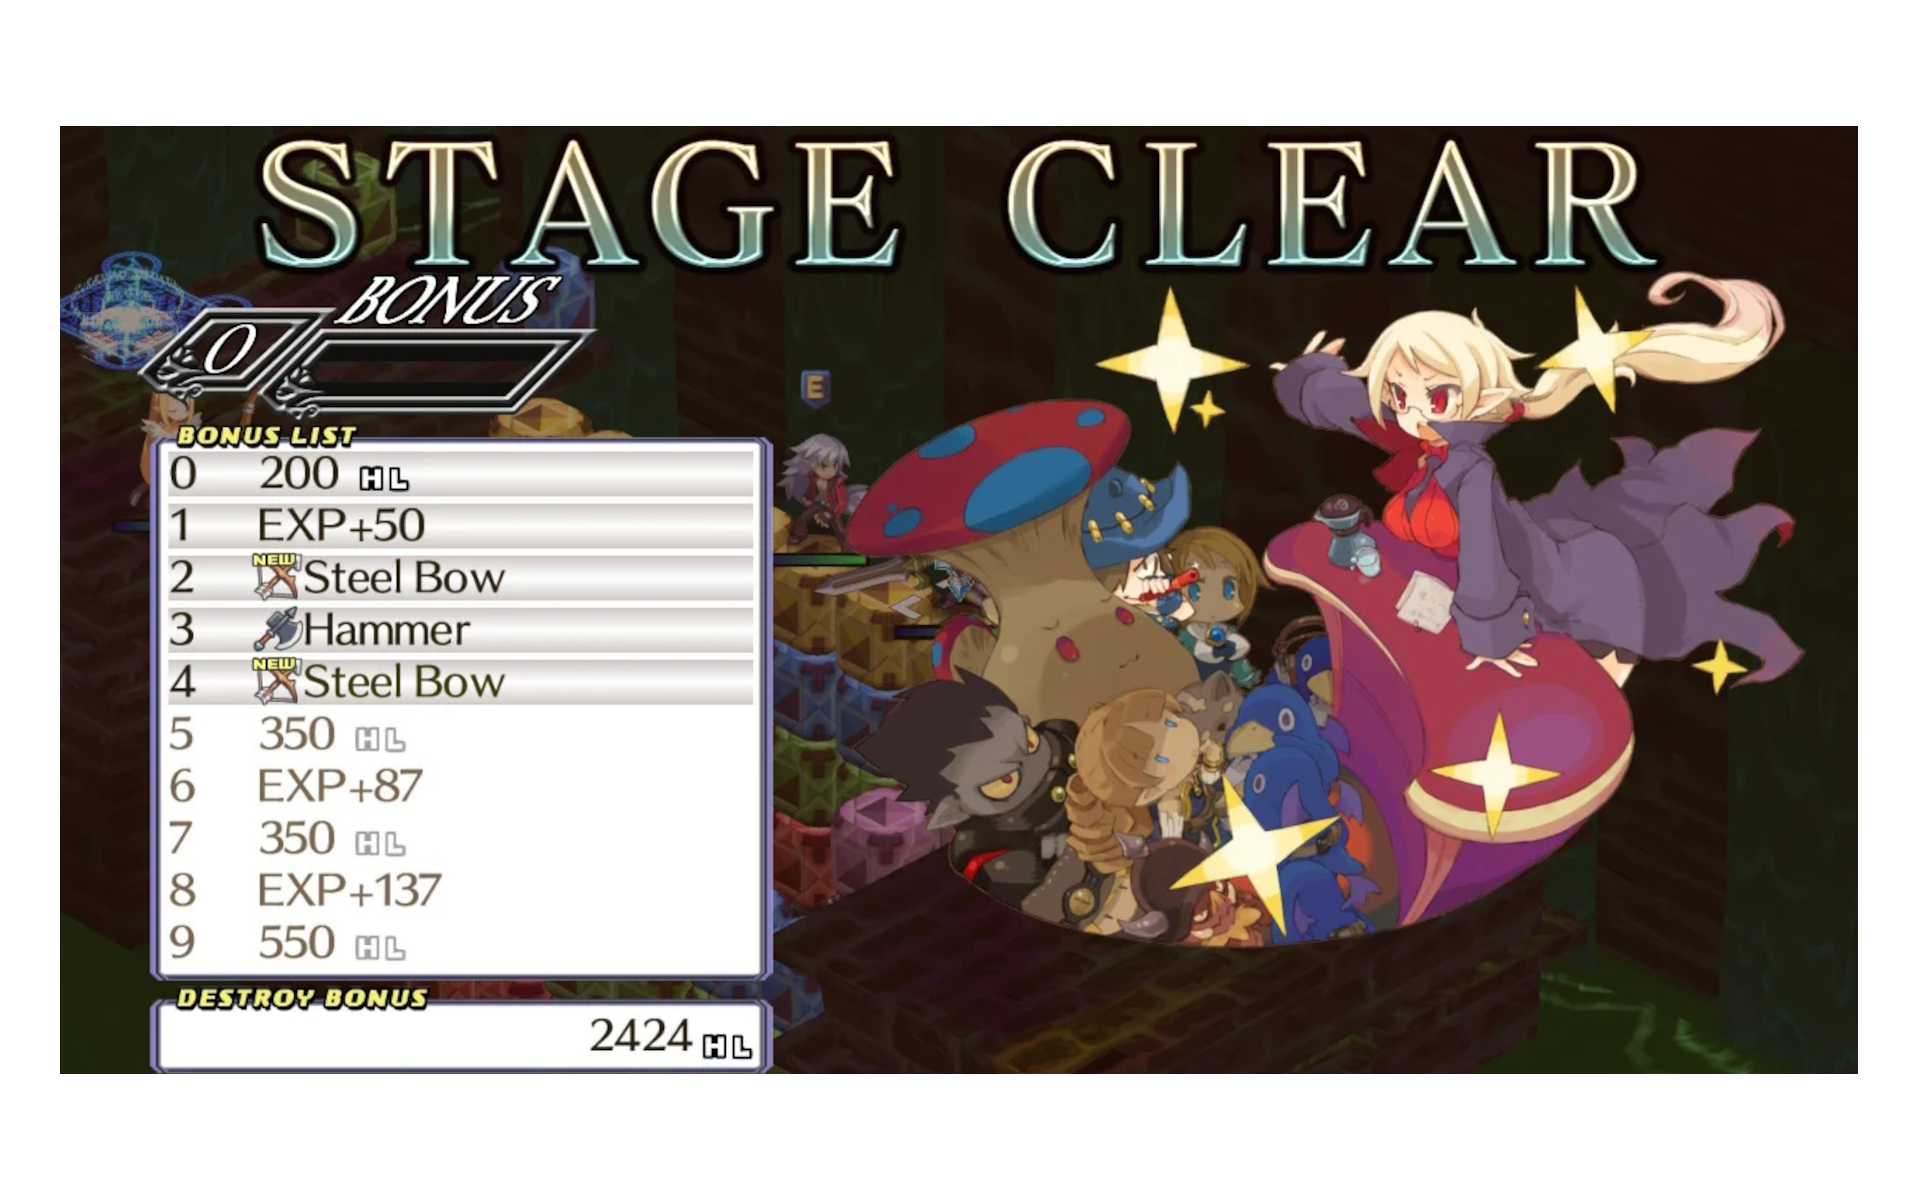 STAGE CLEAR
BONUS
0
E
BONUS LIST
0 200 HL
1 EXP+50
2 NEW Steel Bow
3 Hammer
4 NEW Steel Bow
5 350 HL
6 EXP+87
7 350 HL
8 EXP+137
9 550 HL
DESTROY BONUS
2424 HL